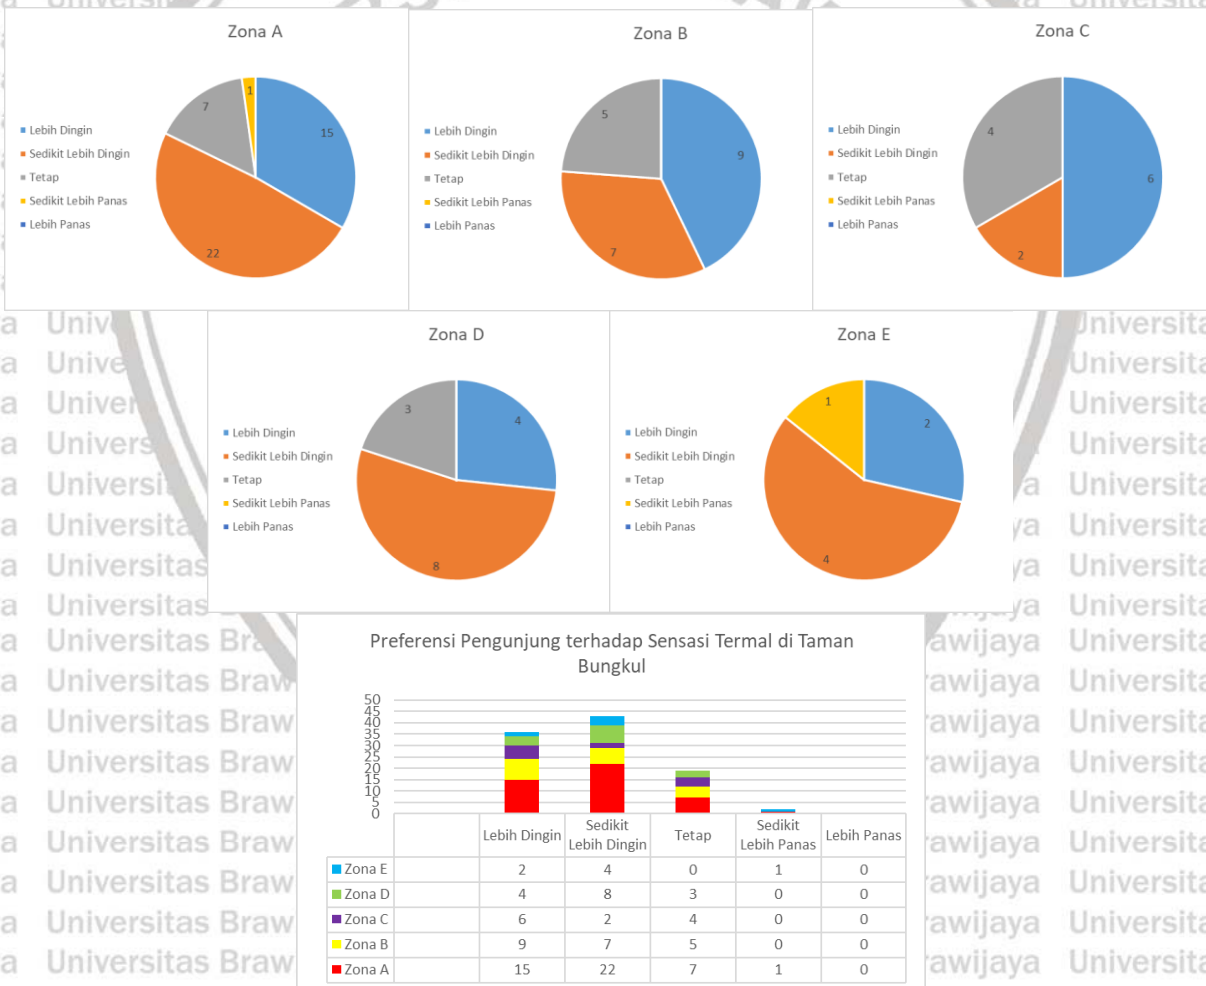 Zona A
Lebih Dingin
Sedikit Lebih Dingin
Tetap
Sedikit Lebih Panas
Lebih Panas
1
7
15
22
Zona B
Lebih Dingin
Sedikit Lebih Dingin
Tetap
Sedikit Lebih Panas
Lebih Panas
5
9
7
Zona C
Lebih Dingin
Sedikit Lebih Dingin
Tetap
Sedikit Lebih Panas
Lebih Panas
4
6
2
Zona D
Lebih Dingin
Sedikit Lebih Dingin
Tetap
Sedikit Lebih Panas
Lebih Panas
3
4
8
Zona E
Lebih Dingin
Sedikit Lebih Dingin
Tetap
Sedikit Lebih Panas
Lebih Panas
1
2
4
Preferensi Pengunjung terhadap Sensasi Termal di Taman
Bungkul
50
45
40
35
30
25
20
15
10
5
0
Lebih Dingin Sedikit Lebih Dingin Tetap Sedikit Lebih Panas Lebih Panas
Zona E 2 4 0 1 0
Zona D 4 8 3 0 0
Zona C 6 2 4 0 0
Zona B 9 7 5 0 0
Zona A 15 22 7 1 0